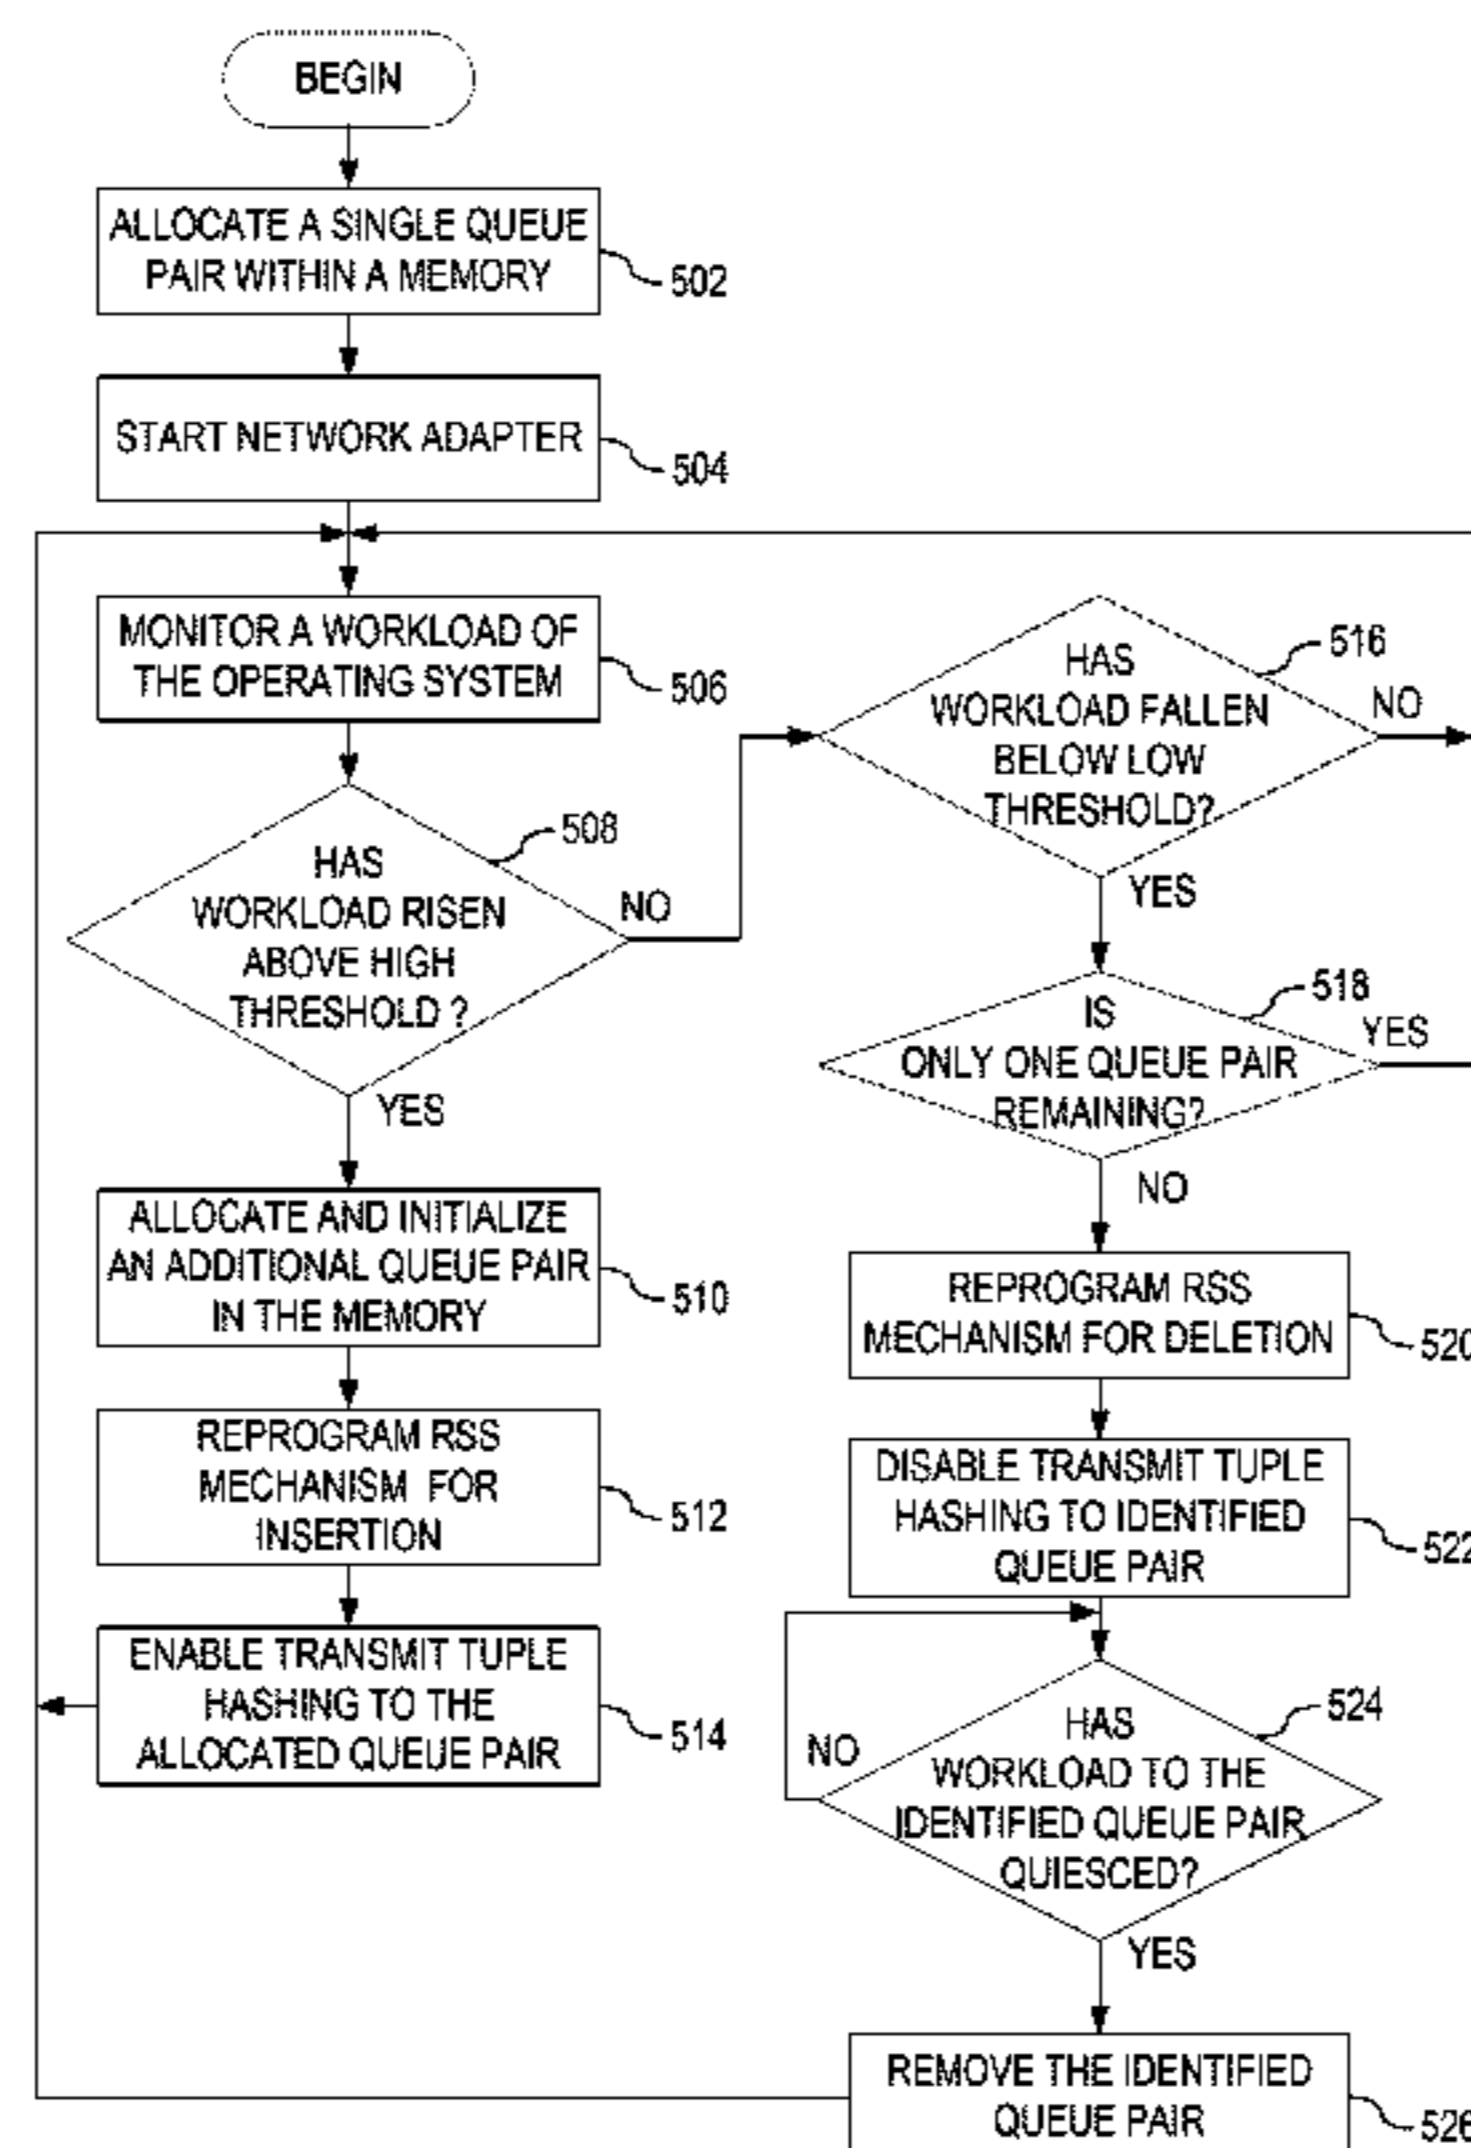 BEGIN
ALLOCATE A SINGLE QUEUE
PAIR WITHIN A MEMORY
502
START NETWORK ADAPTER
504
MONITOR A WORKLOAD OF
THE OPERATING SYSTEM
506
HAS
WORKLOAD RISEN
ABOVE HIGH
THRESHOLD ?
508
NO
YES
ALLOCATE AND INITIALIZE
AN ADDITIONAL QUEUE PAIR
IN THE MEMORY
510
REPROGRAM RSS
MECHANISM FOR
INSERTION
512
ENABLE TRANSMIT TUPLE
HASHING TO THE
ALLOCATED QUEUE PAIR
514
HAS
WORKLOAD FALLEN
BELOW LOW
THRESHOLD?
516
NO
YES
IS
ONLY ONE QUEUE PAIR
REMAINING?
518
YES
NO
REPROGRAM RSS
MECHANISM FOR DELETION
520
DISABLE TRANSMIT TUPLE
HASHING TO IDENTIFIED
QUEUE PAIR
522
HAS
WORKLOAD TO THE
IDENTIFIED QUEUE PAIR
QUIESCED?
524
NO
YES
REMOVE THE IDENTIFIED
QUEUE PAIR
526